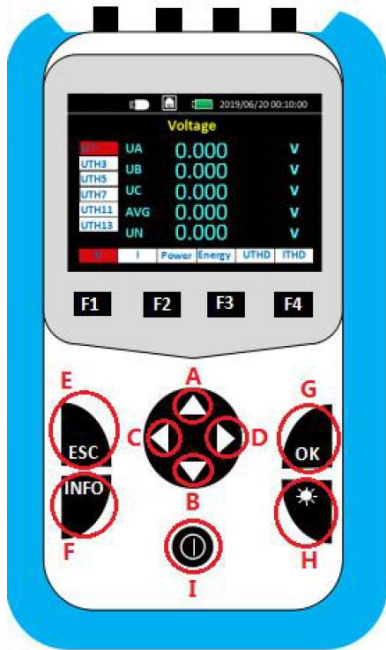 2019/06/20 00:10:00
Voltage
UA 0.000 V
UTH3
UB 0.000 V
UTH5
UTH7
UC 0.000 V
UTH11
AVG 0.000 V
UTH13
UN 0.000 V
U I Power Energy UTHD ITHD
F1 F2 F3 F4
E A G
C D
ESC OK
B
INFO
F H
I